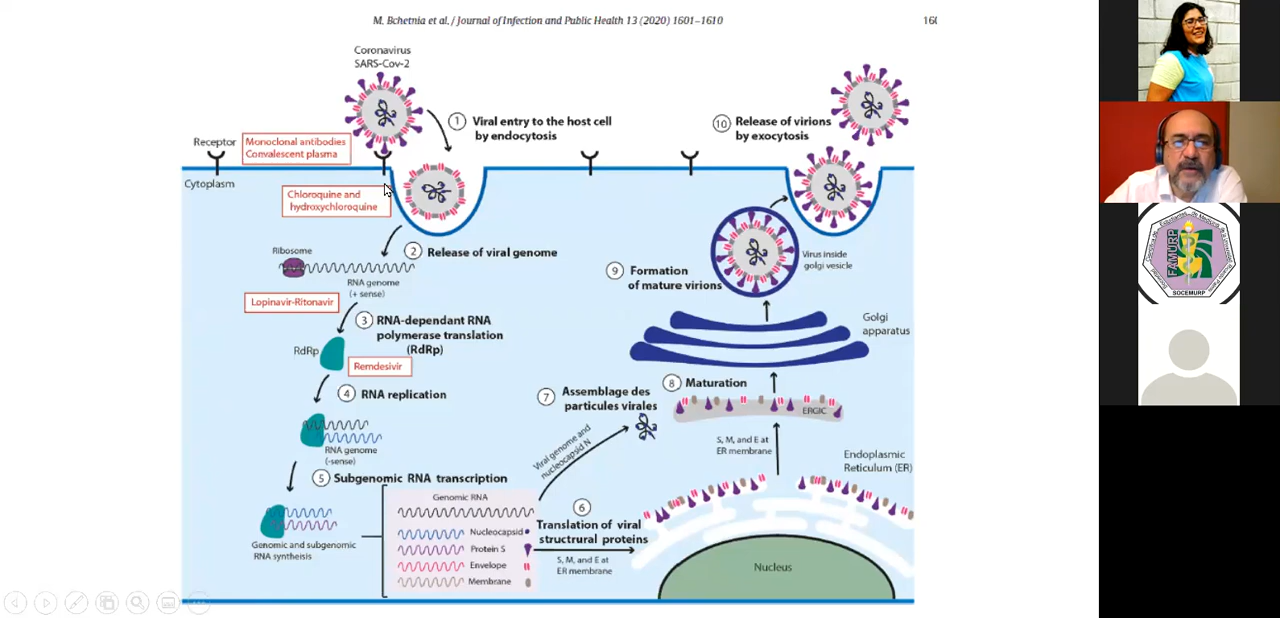 M. Bchetnia et al. / Journal of Infection and Public Health 13 (2020) 1601–1610
Coronavirus
SARS-Cov-2
1 Viral entry to the host cell
by endocytosis
10 Release of virions
by exocytosis
Receptor
Monoclonal antibodies
Convalescent plasma
Cytoplasm
Chloroquine and
hydroxychloroquine
2 Release of viral genome
Ribosome
RNA genome
(+ sense)
Lopinavir-Ritonavir
3 RNA-dependant RNA
polymerase translation
(RdRp)
RdRp
Remdesivir
4 RNA replication
RNA genome
(-sense)
5 Subgenomic RNA transcription
Genomic and subgenomic
RNA syntheisis
Genomic RNA
Nucleocapsid
Protein S
Envelope
Membrane
6
Translation of viral
structrural proteins
S, M, and E at
ER membrane
Viral genome and
nucleocapsid N
7 Assemblage des
particules virales
8 Maturation
ERGIC
S, M, and E at
ER membrane
Endoplasmic
Reticulum (ER)
Nucleus
Golgi
apparatus
9 Formation
of mature virions
Virus inside
golgi vesicle
FAMURP
SOCEMURP